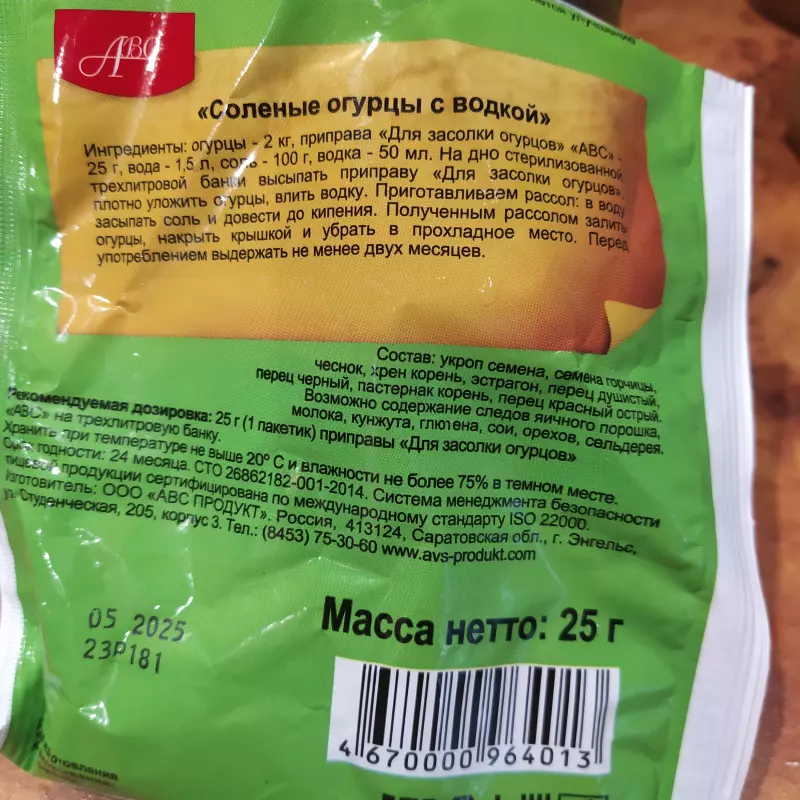 АВС
«Соленые огурцы с водкой»
Ингредиенты: огурцы - 2 кг, приправа «Для засолки огурцов» «АВС» -
25 г, вода - 1,5 л, соль - 100 г, водка - 50 мл. На дно стерилизованной
трехлитровой банки высыпать приправу «Для засолки огурцов»,
плотно уложить огурцы, влить водку. Приготавливаем рассол: в воду
засыпать соль и довести до кипения. Полученным рассолом залить
огурцы, накрыть крышкой и убрать в прохладное место. Перед
употреблением выдержать не менее двух месяцев.
Состав: укроп семена, семена горчицы,
чеснок, хрен корень, эстрагон, перец душистый,
перец черный, пастернак корень, перец красный острый.
Возможно содержание следов яичного порошка,
молока, кунжута, глютена, сои, орехов, сельдерея.
Рекомендуемая дозировка: 25 г (1 пакетик) приправы «Для засолки огурцов»
«АВС» на трехлитровую банку.
Хранить при температуре не выше 20° С и влажности не более 75% в темном месте.
Срок годности: 24 месяца. СТО 26862182-001-2014. Система менеджмента безопасности
пищевой продукции сертифицирована по международному стандарту ISO 22000.
Изготовитель: ООО «АВС ПРОДУКТ». Россия, 413124, Саратовская обл., г. Энгельс,
ул. Студенческая, 205, корпус 3. Тел.: (8453) 75-30-60 www.avs-produkt.com
05 2025
23Р181
Масса нетто: 25 г
4 670000 964013